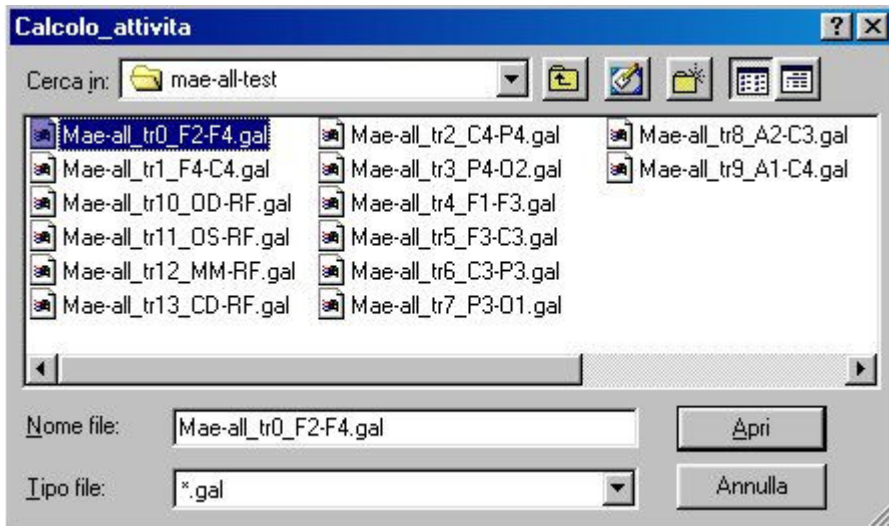 Calcolo_attivita
Cerca in: mae-all-test
Mae-all_tr0_F2-F4.gal
Mae-all_tr1_F4-C4.gal
Mae-all_tr10_OD-RF.gal
Mae-all_tr11_OS-RF.gal
Mae-all_tr12_MM-RF.gal
Mae-all_tr13_CD-RF.gal
Mae-all_tr2_C4-P4.gal
Mae-all_tr3_P4-O2.gal
Mae-all_tr4_F1-F3.gal
Mae-all_tr5_F3-C3.gal
Mae-all_tr6_C3-P3.gal
Mae-all_tr7_P3-O1.gal
Mae-all_tr8_A2-C3.gal
Mae-all_tr9_A1-C4.gal
Nome file: Mae-all_tr0_F2-F4.gal Apri
Tipo file: *.gal Annulla